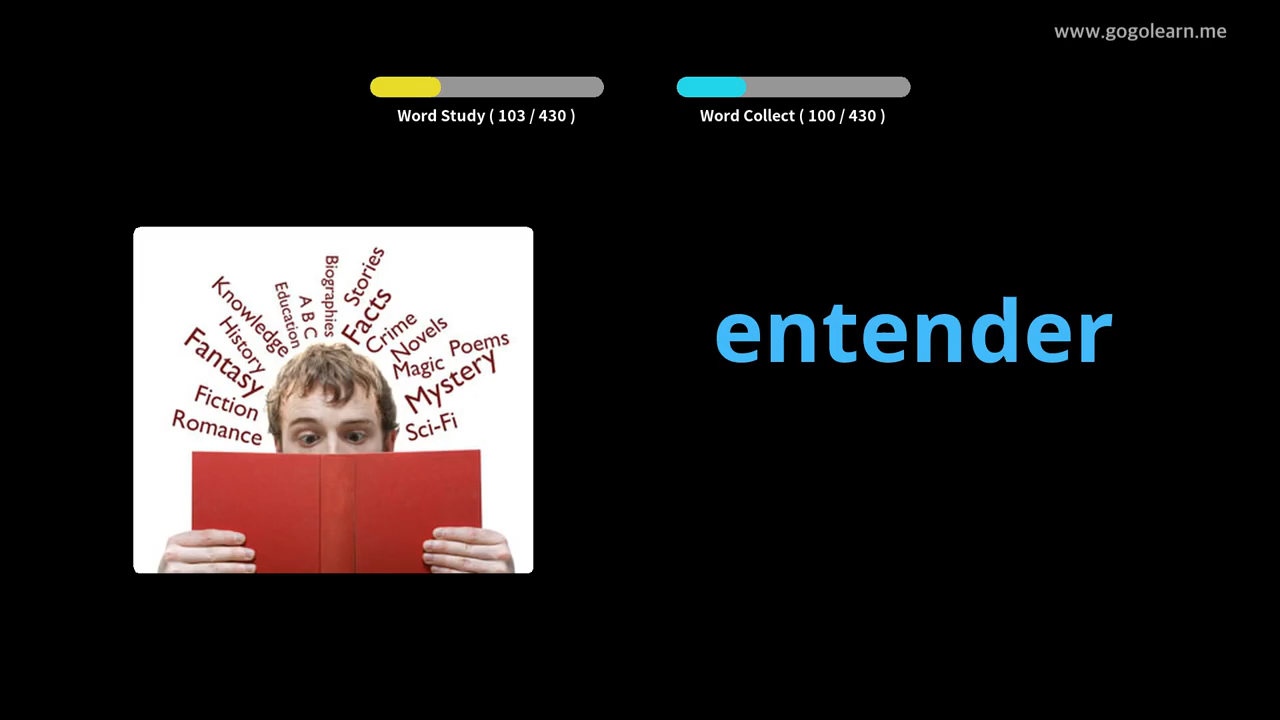 www.gogolearn.me
Word Study ( 103 / 430 )
Word Collect ( 100 / 430 )
entender
Romance
Fiction
Fantasy
History
Knowledge
Education
A B C
Biographies
Stories
Facts
Crime
Novels
Magic
Poems
Mystery
Sci-Fi